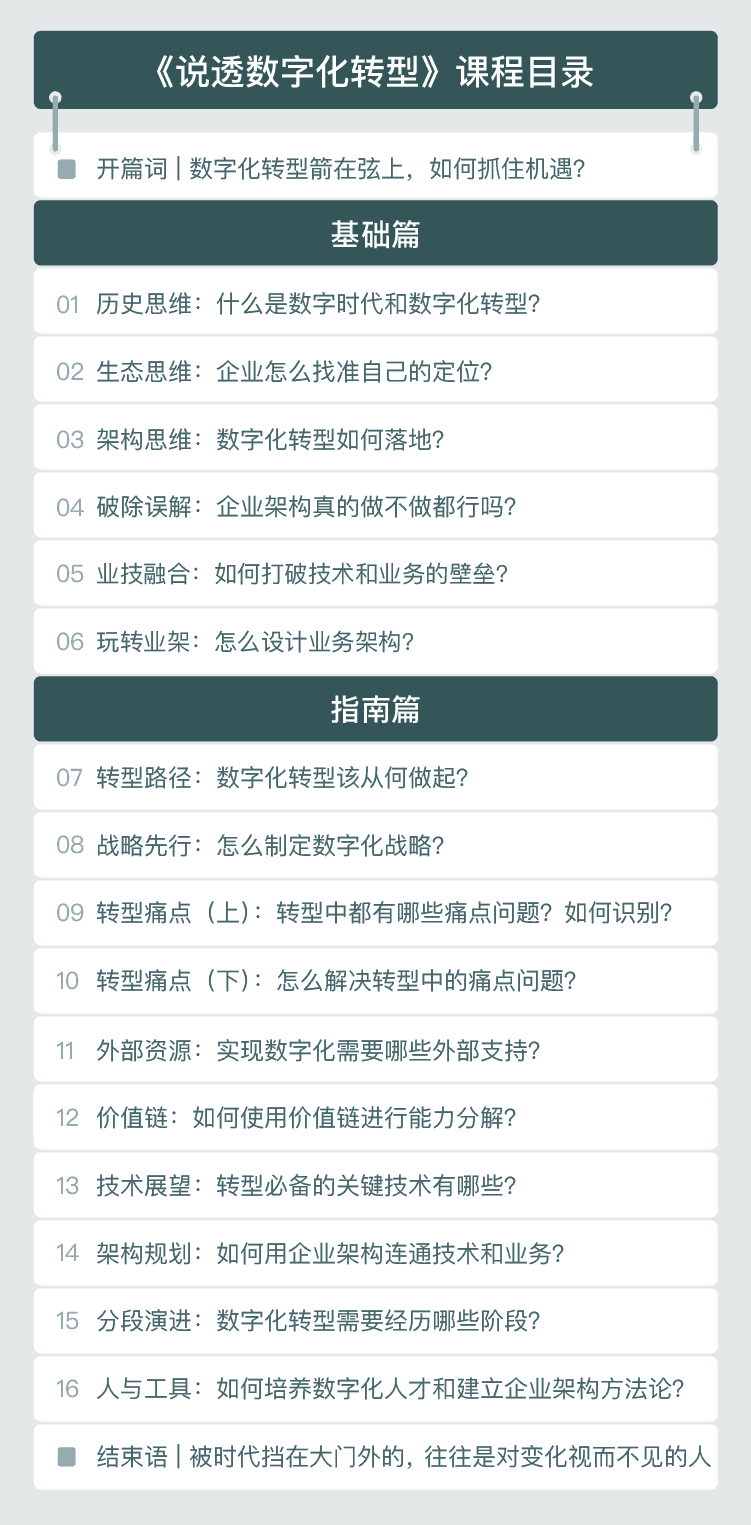 《说透数字化转型》课程目录
开篇词 | 数字化转型箭在弦上，如何抓住机遇？
基础篇
01 历史思维：什么是数字时代和数字化转型？
02 生态思维：企业怎么找准自己的定位？
03 架构思维：数字化转型如何落地？
04 破除误解：企业架构真的做不做都行吗？
05 业技融合：如何打破技术和业务的壁垒？
06 玩转业架：怎么设计业务架构？
指南篇
07 转型路径：数字化转型该从何做起？
08 战略先行：怎么制定数字化战略？
09 转型痛点（上）：转型中都有哪些痛点问题？如何识别？
10 转型痛点（下）：怎么解决转型中的痛点问题？
11 外部资源：实现数字化需要哪些外部支持？
12 价值链：如何使用价值链进行能力分解？
13 技术展望：转型必备的关键技术有哪些？
14 架构规划：如何用企业架构连通技术和业务？
15 分段演进：数字化转型需要经历哪些阶段？
16 人与工具：如何培养数字化人才和建立企业架构方法论？
结束语 | 被时代挡在大门外的，往往是对变化视而不见的人